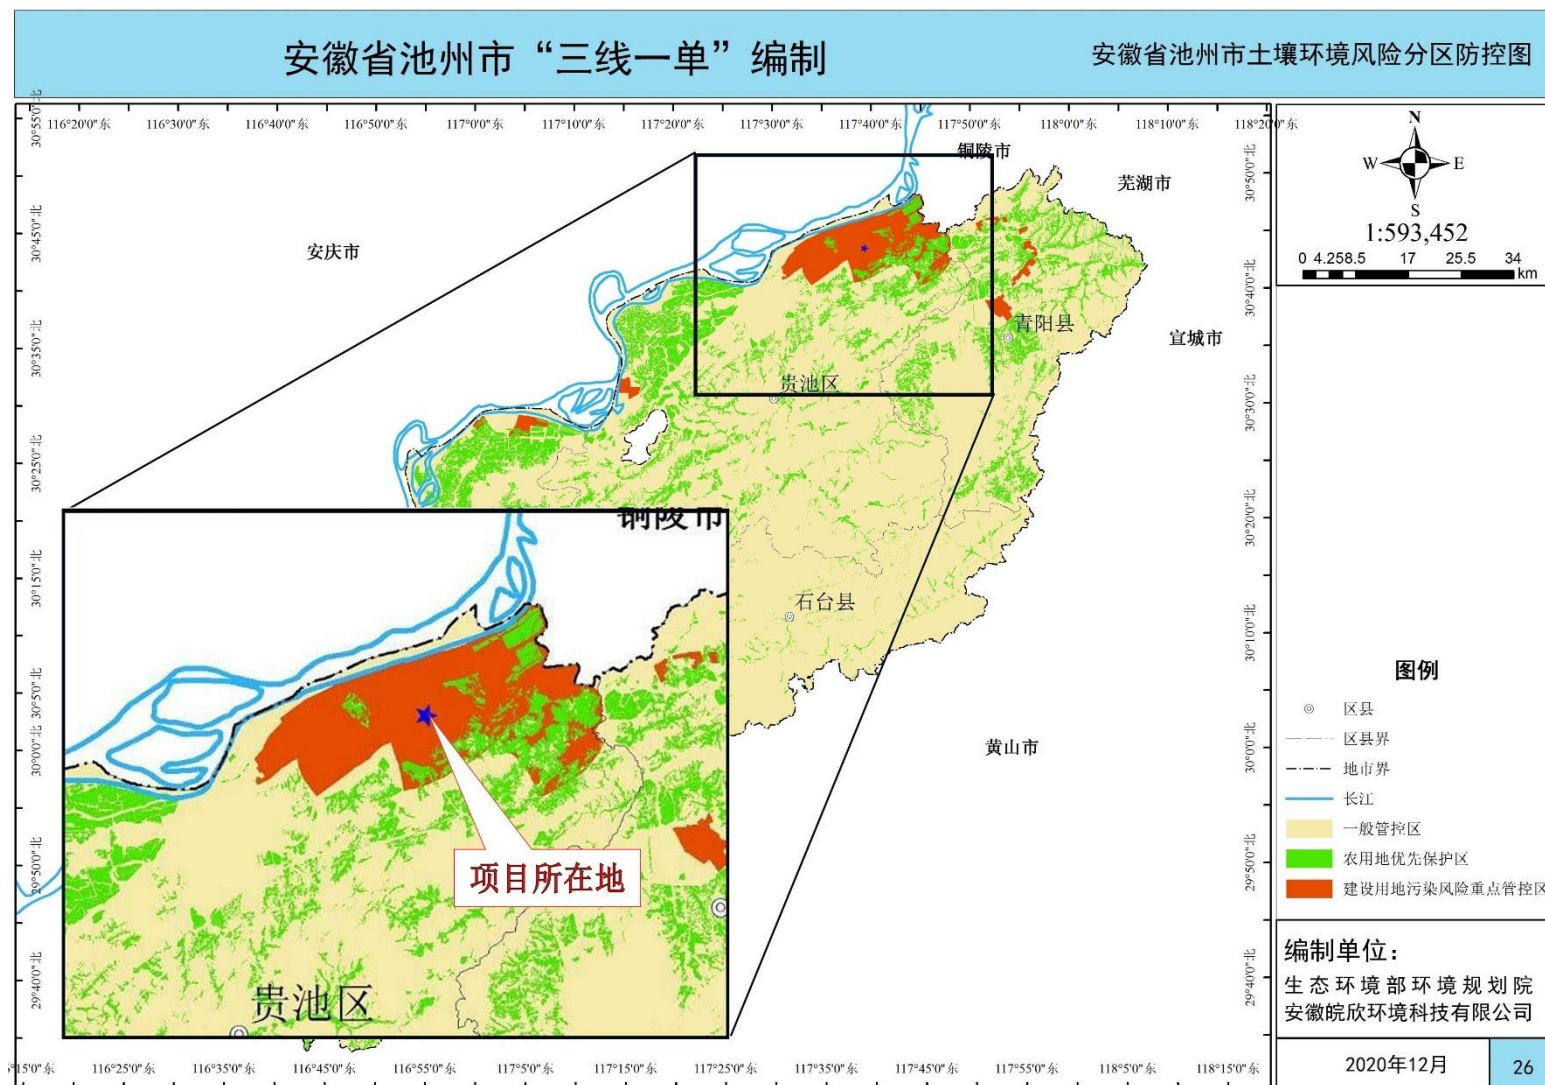 安徽省池州市“三线一单”编制
安徽省池州市土壤环境风险分区防控图
116°20'0"东 116°30'0"东 116°40'0"东 116°50'0"东 117°0'0"东 117°10'0"东 117°20'0"东 117°30'0"东 117°40'0"东 117°50'0"东 118°0'0"东 118°10'0"东 118°20'0"东
30°55'0"北
30°45'0"北
30°35'0"北
30°25'0"北
30°15'0"北
30°5'0"北
30°0'0"北
29°50'0"北
29°40'0"北
铜陵市
芜湖市
安庆市
宣城市
青阳县
贵池区
石台县
黄山市
铜陵市
项目所在地
贵池区
30°50'0"北
30°40'0"北
30°30'0"北
30°20'0"北
30°10'0"北
30°0'0"北
29°50'0"北
29°40'0"北
N
W E
S
1:593,452
0 4.258.5 17 25.5 34
km
图例
区县
区县界
地市界
长江
一般管控区
农用地优先保护区
建设用地污染风险重点管控区
编制单位：
生态环境部环境规划院
安徽皖欣环境科技有限公司
2020年12月
26
116°25'0"东 116°35'0"东 116°45'0"东 116°55'0"东 117°5'0"东 117°15'0"东 117°25'0"东 117°35'0"东 117°45'0"东 117°55'0"东 118°5'0"东 118°15'0"东